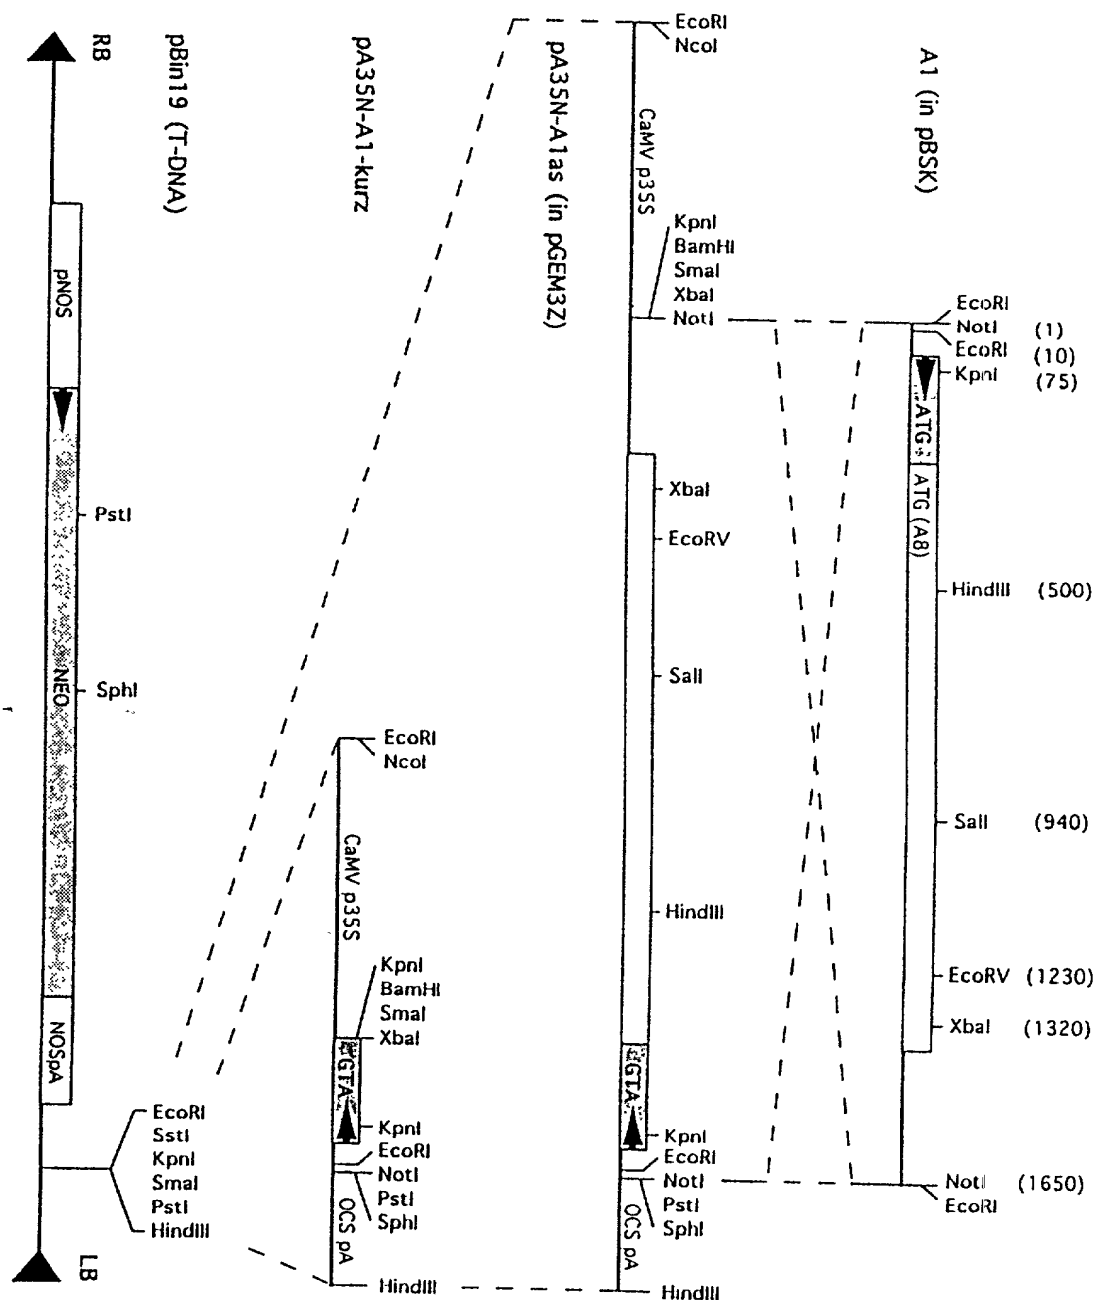 A1 (in pBSK)
EcoRI
NotI (1)
EcoRI (10)
KpnI (75)
ATG
ATG (A8)
HindIII (500)
SalI (940)
EcoRV (1230)
XbaI (1320)
NotI (1650)
EcoRI
pA35N-A1as (in pGEM3Z)
EcoRI
NcoI
CaMV p35S
KpnI
BamHI
SmaI
XbaI
NotI
XbaI
EcoRV
SalI
HindIII
GTA
KpnI
EcoRI
NotI
PstI
SphI
OCS pA
HindIII
pA35N-A1-kurz
EcoRI
NcoI
CaMV p35S
KpnI
BamHI
SmaI
XbaI
GTA
KpnI
EcoRI
NotI
PstI
SphI
OCS pA
HindIII
pBin19 (T-DNA)
RB
pNOS
PstI
SphI
NEO
NOSpA
EcoRI
SstI
KpnI
SmaI
PstI
HindIII
LB